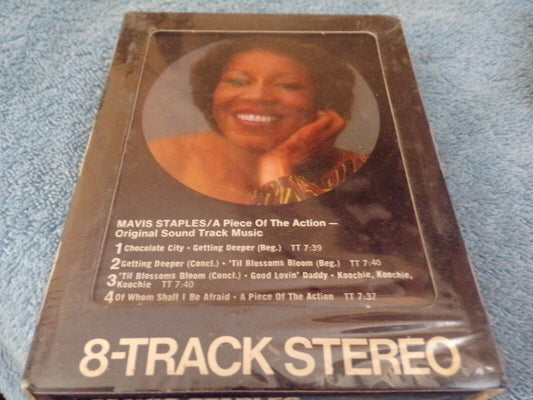 MAVIS STAPLES/A Piece Of The Action —
Original Sound Track Music
1 Chocolate City • Getting Deeper (Beg.) TT 7:39
2 Getting Deeper (Concl.) • 'Til Blossoms Bloom (Beg.) TT 7:40
3 'Til Blossoms Bloom (Concl.) • Good Lovin' Daddy • Koochie, Koochie,
Koochie TT 7:40
4 Of Whom Shall I Be Afraid • A Piece Of The Action TT 7:37
8-TRACK STEREO
MAVIS STAPLES